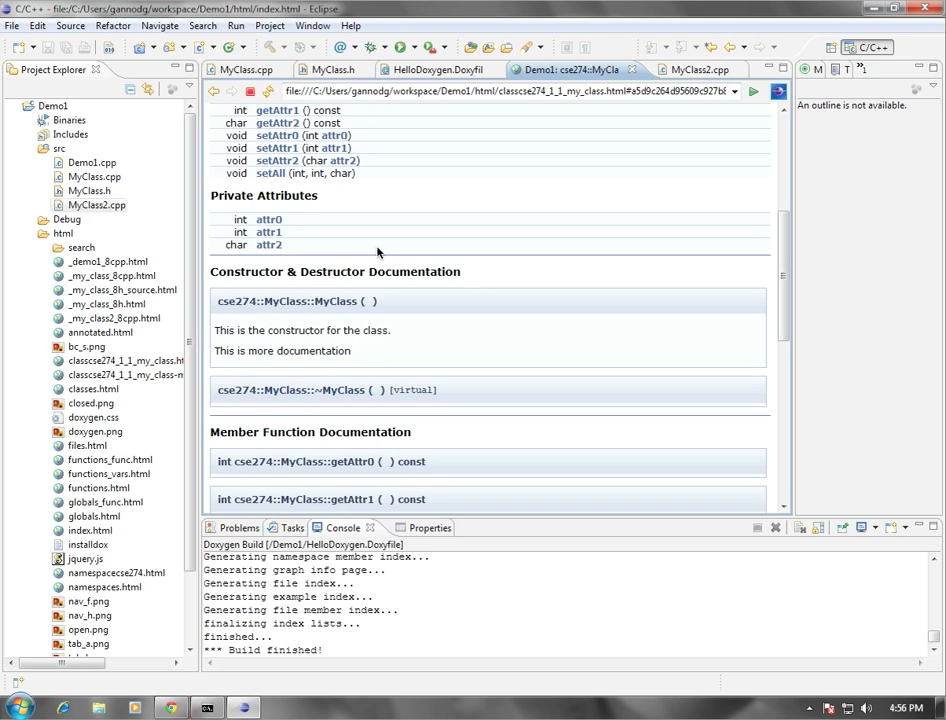 C/C++ - file:/C:/Users/gannodg/workspace/Demo1/html/index.html - Eclipse
File Edit Source Refactor Navigate Search Run Project Window Help
C/C++
Project Explorer
MyClass.cpp
MyClass.h
HelloDoxygen.Doxyfil
Demo1: cse274::MyCla
MyClass2.cpp
M
T
»1
file:///C:/Users/gannodg/workspace/Demo1/html/classcse274_1_1_my_class.html#a5d9c264d95609c927b8
An outline is not available.
Demo1
Binaries
Includes
src
Demo1.cpp
MyClass.cpp
MyClass.h
MyClass2.cpp
Debug
html
search
_demo1_8cpp.html
_my_class_8cpp.html
_my_class_8h_source.html
_my_class_8h.html
_my_class2_8cpp.html
annotated.html
bc_s.png
classcse274_1_1_my_class.ht
classcse274_1_1_my_class-m
classes.html
closed.png
doxygen.css
doxygen.png
files.html
functions_func.html
functions_vars.html
functions.html
globals_func.html
globals.html
index.html
installdox
jquery.js
namespacecse274.html
namespaces.html
nav_f.png
nav_h.png
open.png
tab_a.png
int getAttr1 () const
char getAttr2 () const
void setAttr0 (int attr0)
void setAttr1 (int attr1)
void setAttr2 (char attr2)
void setAll (int, int, char)
Private Attributes
int attr0
int attr1
char attr2
Constructor & Destructor Documentation
cse274::MyClass::MyClass ( )
This is the constructor for the class.
This is more documentation
cse274::MyClass::~MyClass ( ) [virtual]
Member Function Documentation
int cse274::MyClass::getAttr0 ( ) const
int cse274::MyClass::getAttr1 ( ) const
Problems Tasks Console Properties
Doxygen Build [/Demo1/HelloDoxygen.Doxyfile]
Generating namespace member index...
Generating graph info page...
Generating file index...
Generating example index...
Generating file member index...
finalizing index lists...
finished...
*** Build finished!
4:56 PM